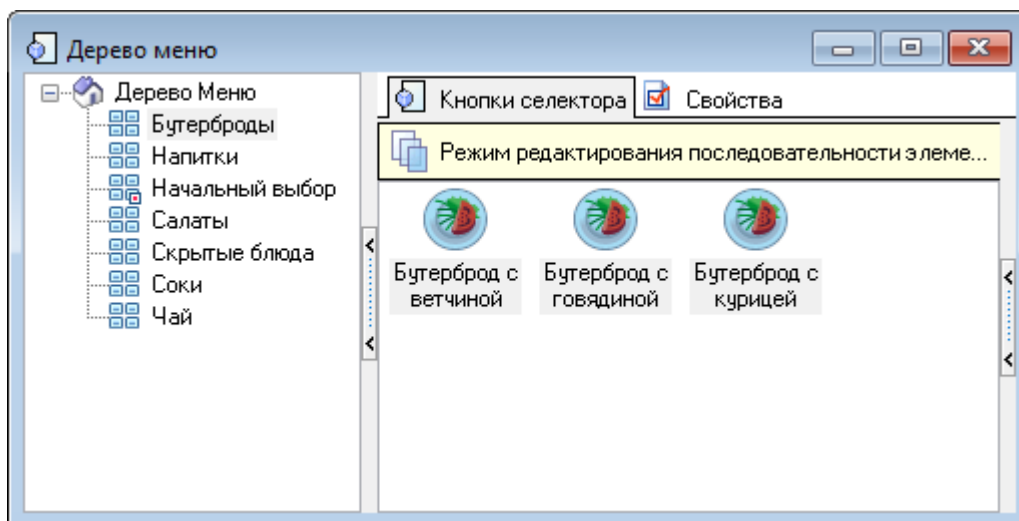 Дерево меню
Дерево Меню
Бутерброды
Напитки
Начальный выбор
Салаты
Скрытые блюда
Соки
Чай
Кнопки селектора
Свойства
Режим редактирования последовательности элеме...
Бутерброд с
ветчиной
Бутерброд с
говядиной
Бутерброд с
курицей